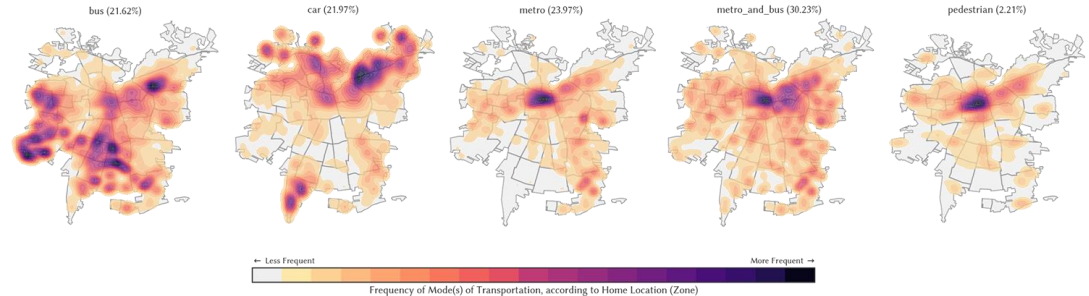 bus (21.62%)
car (21.97%)
metro (23.97%)
metro_and_bus (30.23%)
pedestrian (2.21%)
← Less Frequent
More Frequent →
Frequency of Mode(s) of Transportation, according to Home Location (Zone)